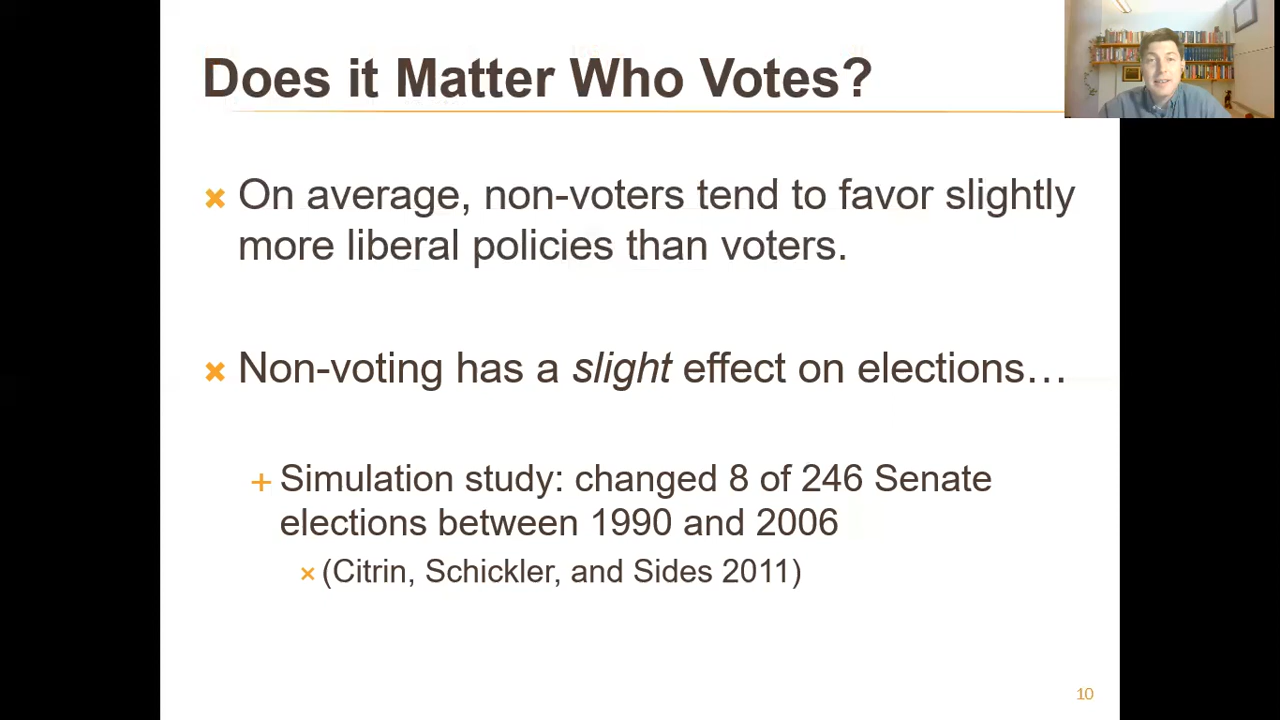 Does it Matter Who Votes?
On average, non-voters tend to favor slightly
more liberal policies than voters.
Non-voting has a slight effect on elections…
Simulation study: changed 8 of 246 Senate
elections between 1990 and 2006
(Citrin, Schickler, and Sides 2011)
10